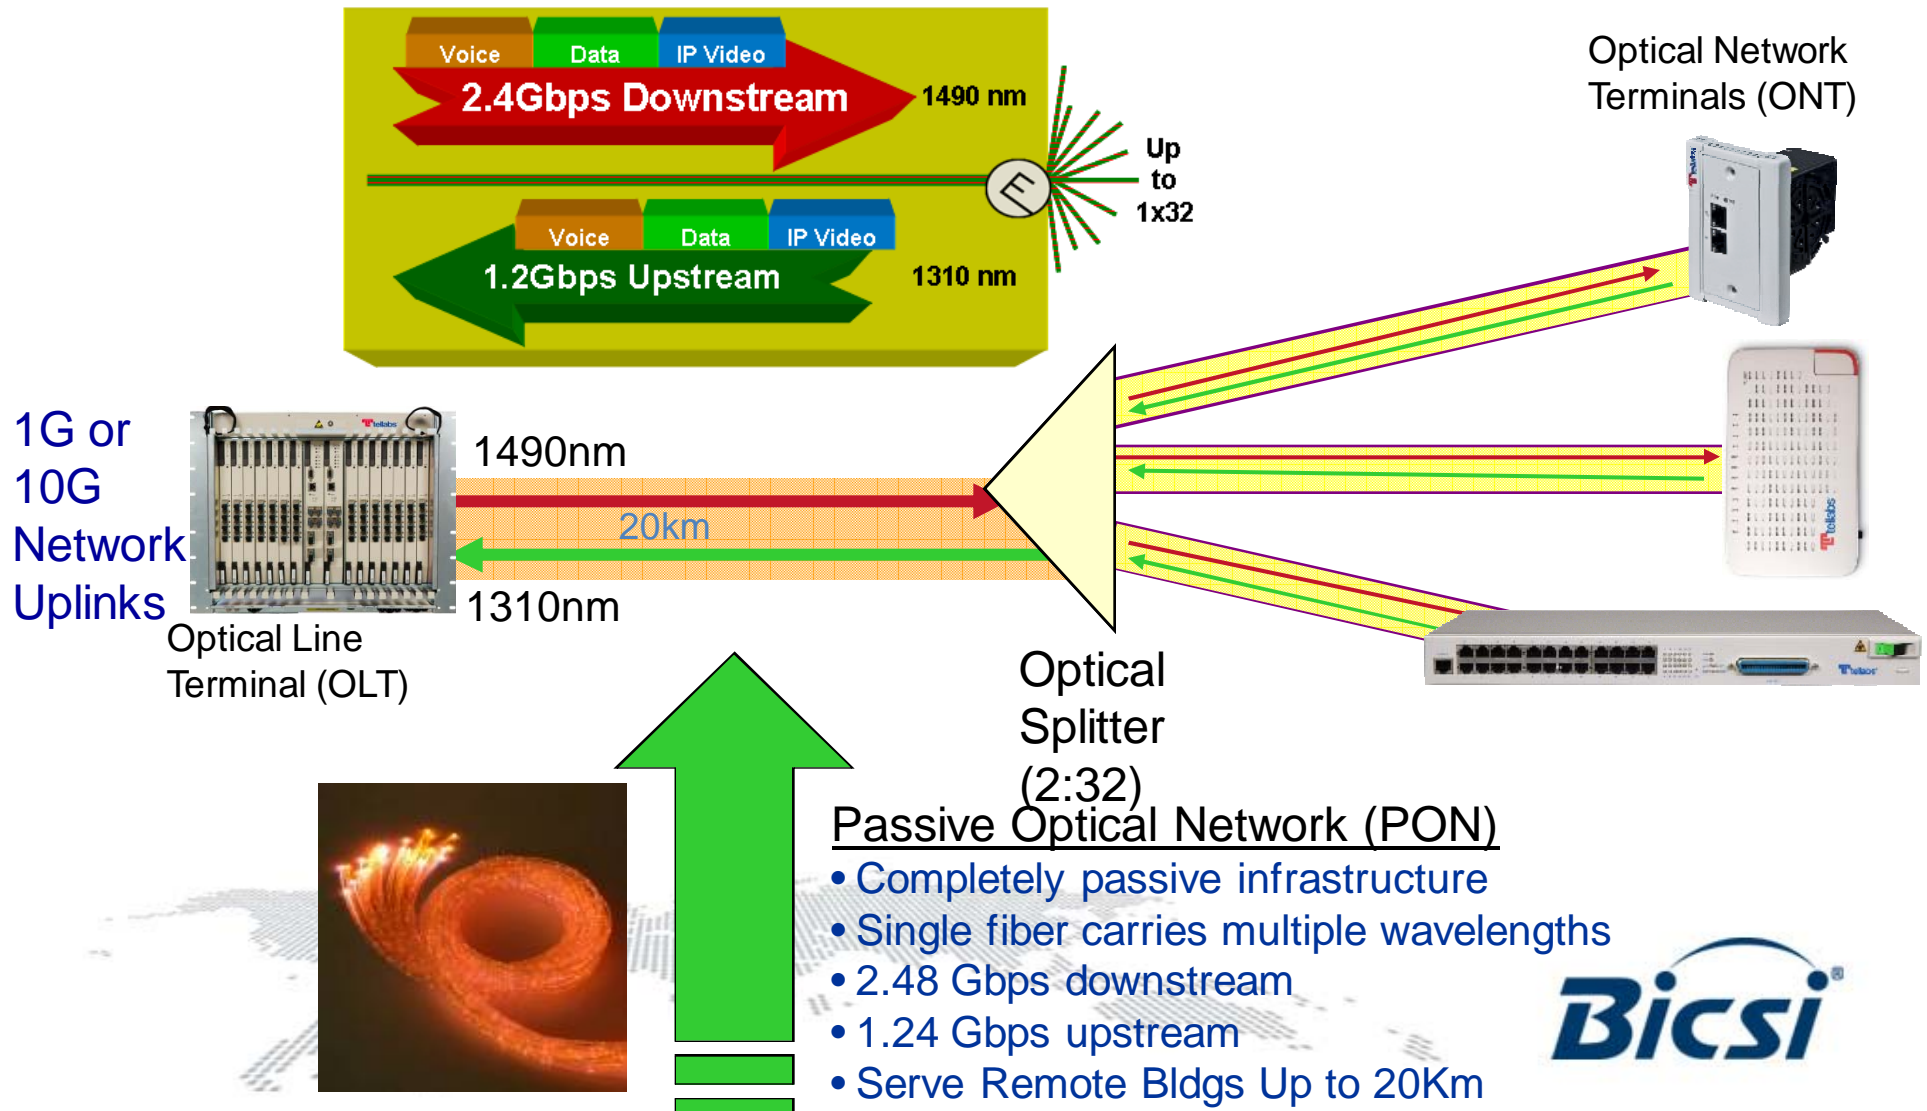 Voice Data IP Video
2.4Gbps Downstream
1490 nm
Up
to
1x32
Voice Data IP Video
1.2Gbps Upstream
1310 nm
Optical Network
Terminals (ONT)
1G or
10G
Network
Uplinks
tellabs
1490nm
20km
1310nm
Optical Line
Terminal (OLT)
Optical
Splitter
(2:32)
tellabs
tellabs
Passive Optical Network (PON)
• Completely passive infrastructure
• Single fiber carries multiple wavelengths
• 2.48 Gbps downstream
• 1.24 Gbps upstream
• Serve Remote Bldgs Up to 20Km
Bicsi®